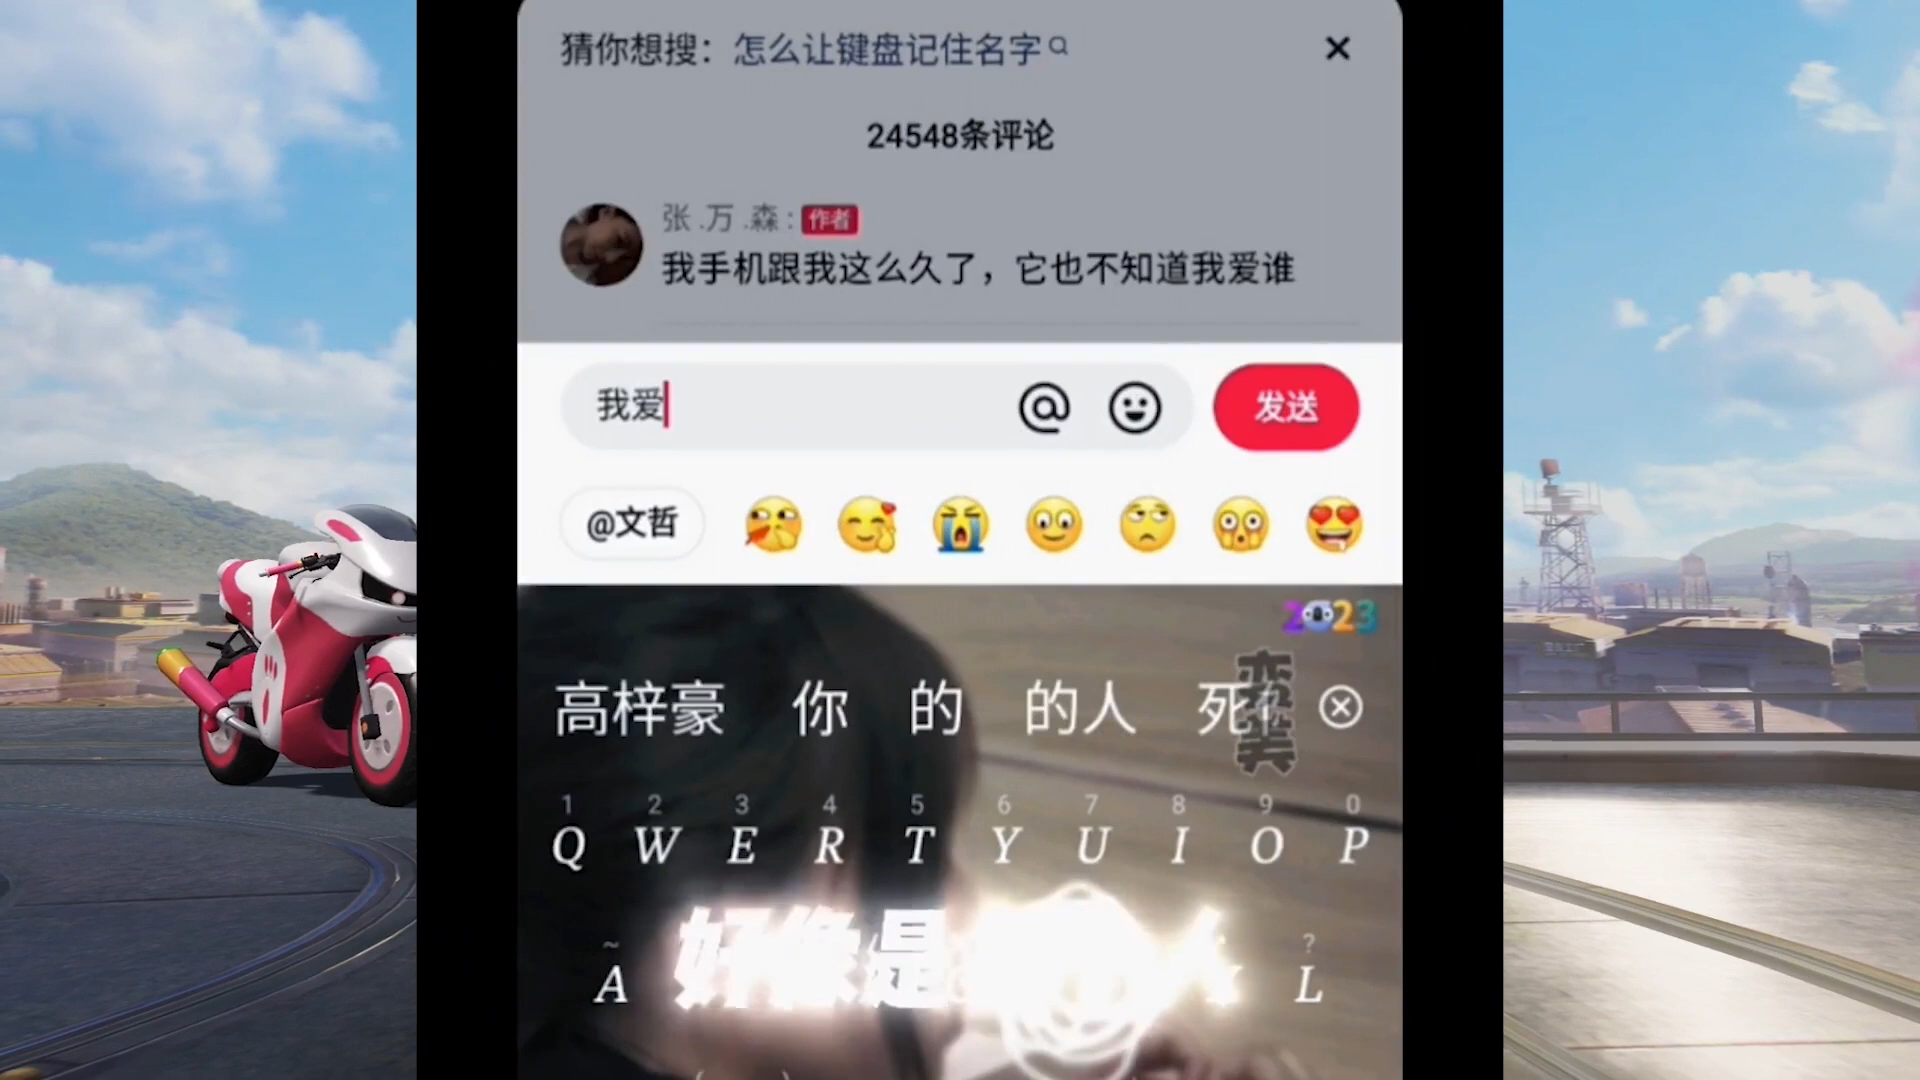 猜你想搜：怎么让键盘记住名字
24548条评论
张.万.森: 作者
我手机跟我这么久了，它也不知道我爱谁
我爱 @ 发送
@文哲
2023
高梓豪 你 的 的人 死
1 2 3 4 5 6 7 8 9 0
Q W E R T Y U I O P
好像是
~ ?
A L